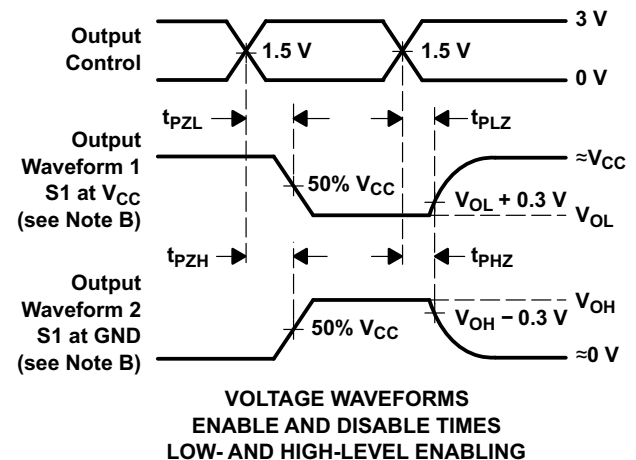 Output
Control
1.5 V
1.5 V
3 V
0 V
tPZL
tPLZ
Output
Waveform 1
S1 at VCC
(see Note B)
50% VCC
≈VCC
VOL + 0.3 V
VOL
tPZH
tPHZ
Output
Waveform 2
S1 at GND
(see Note B)
50% VCC
VOH
VOH − 0.3 V
≈0 V
VOLTAGE WAVEFORMS
ENABLE AND DISABLE TIMES
LOW- AND HIGH-LEVEL ENABLING